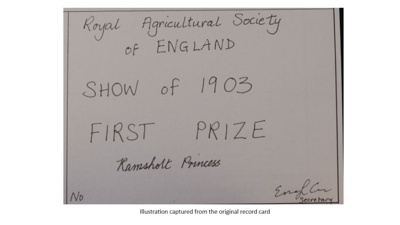 Royal Agricultural Society
of ENGLAND
SHOW of 1903
FIRST PRIZE
Ramsholt Princess
No
Secretary
Illustration captured from the original record card